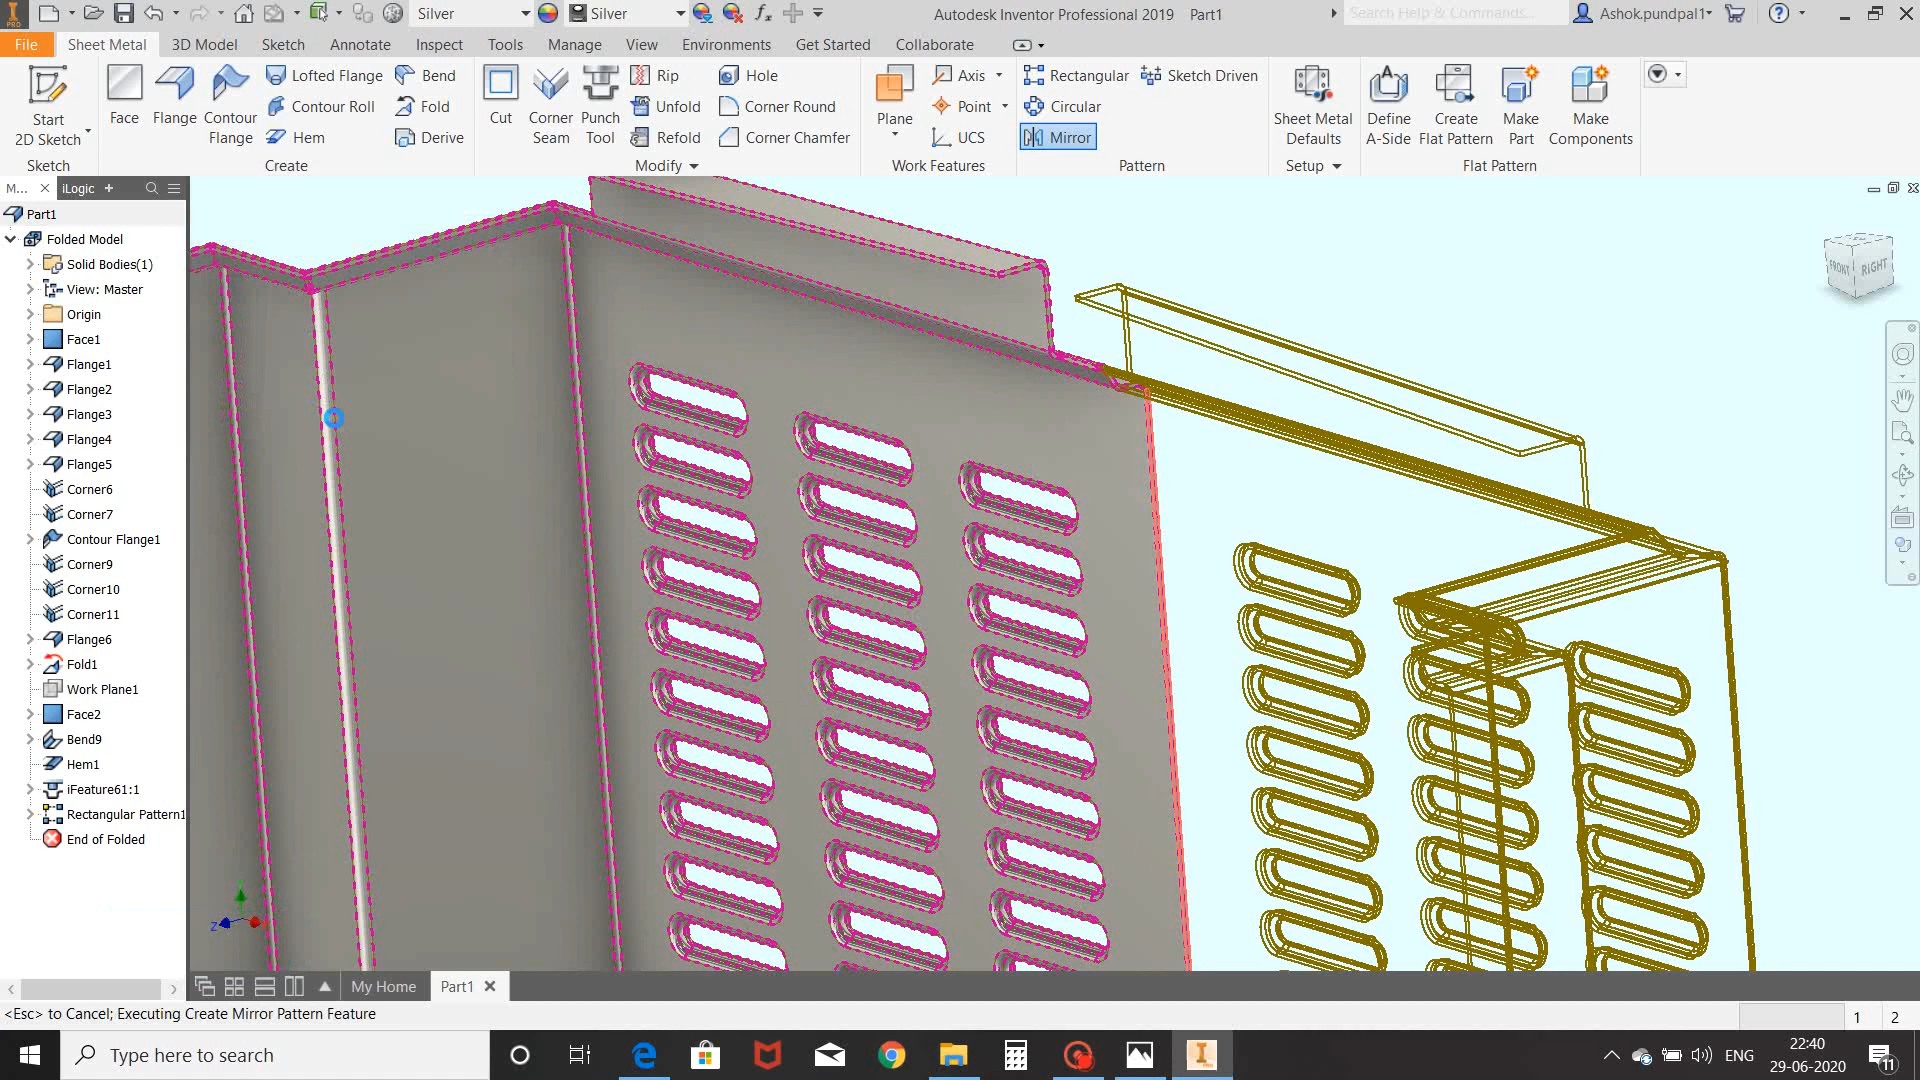 PRO
Silver
Silver
fx
Autodesk Inventor Professional 2019 Part1
Search Help & Commands...
Ashok.pundpal1
File
Sheet Metal
3D Model
Sketch
Annotate
Inspect
Tools
Manage
View
Environments
Get Started
Collaborate
Start
2D Sketch
Sketch
Face
Flange
Contour
Flange
Lofted Flange
Contour Roll
Hem
Bend
Fold
Derive
Create
Cut
Corner
Seam
Punch
Tool
Rip
Unfold
Refold
Hole
Corner Round
Corner Chamfer
Modify
Plane
Axis
Point
UCS
Work Features
Rectangular
Circular
Mirror
Sketch Driven
Pattern
Sheet Metal
Defaults
Setup
Define
A-Side
Create
Flat Pattern
Make
Part
Make
Components
Flat Pattern
M...
iLogic
Part1
Folded Model
Solid Bodies(1)
View: Master
Origin
Face1
Flange1
Flange2
Flange3
Flange4
Flange5
Corner6
Corner7
Contour Flange1
Corner9
Corner10
Corner11
Flange6
Fold1
Work Plane1
Face2
Bend9
Hem1
iFeature61:1
Rectangular Pattern1
End of Folded
FRONT
RIGHT
Z
My Home
Part1
<Esc> to Cancel; Executing Create Mirror Pattern Feature
1
2
Type here to search
ENG
22:40
29-06-2020
11